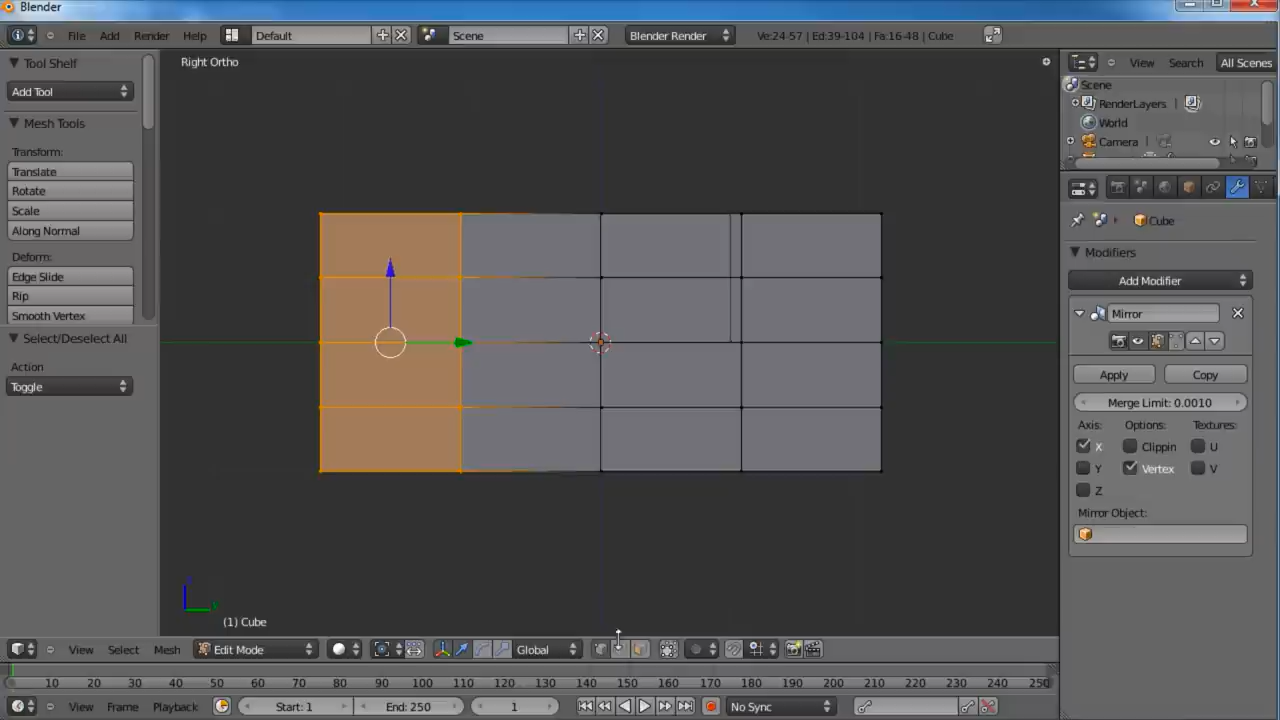 Blender
File Add Render Help Default Scene Blender Render Ve:24-57 | Ed:39-104 | Fa:16-48 | Cube
Tool Shelf
Add Tool
Mesh Tools
Transform:
Translate
Rotate
Scale
Along Normal
Deform:
Edge Slide
Rip
Smooth Vertex
Select/Deselect All
Action
Toggle
Right Ortho
(1) Cube
View Search All Scenes
Scene
RenderLayers
World
Camera
Cube
Modifiers
Add Modifier
Mirror
Apply Copy
Merge Limit: 0.0010
Axis: Options: Textures:
X Clippin U
Y Vertex V
Z
Mirror Object:
View Select Mesh Edit Mode Global
10 20 30 40 50 60 70 80 90 100 110 120 130 140 150 160 170 180 190 200 210 220 230 240 250
View Frame Playback Start: 1 End: 250 1 No Sync